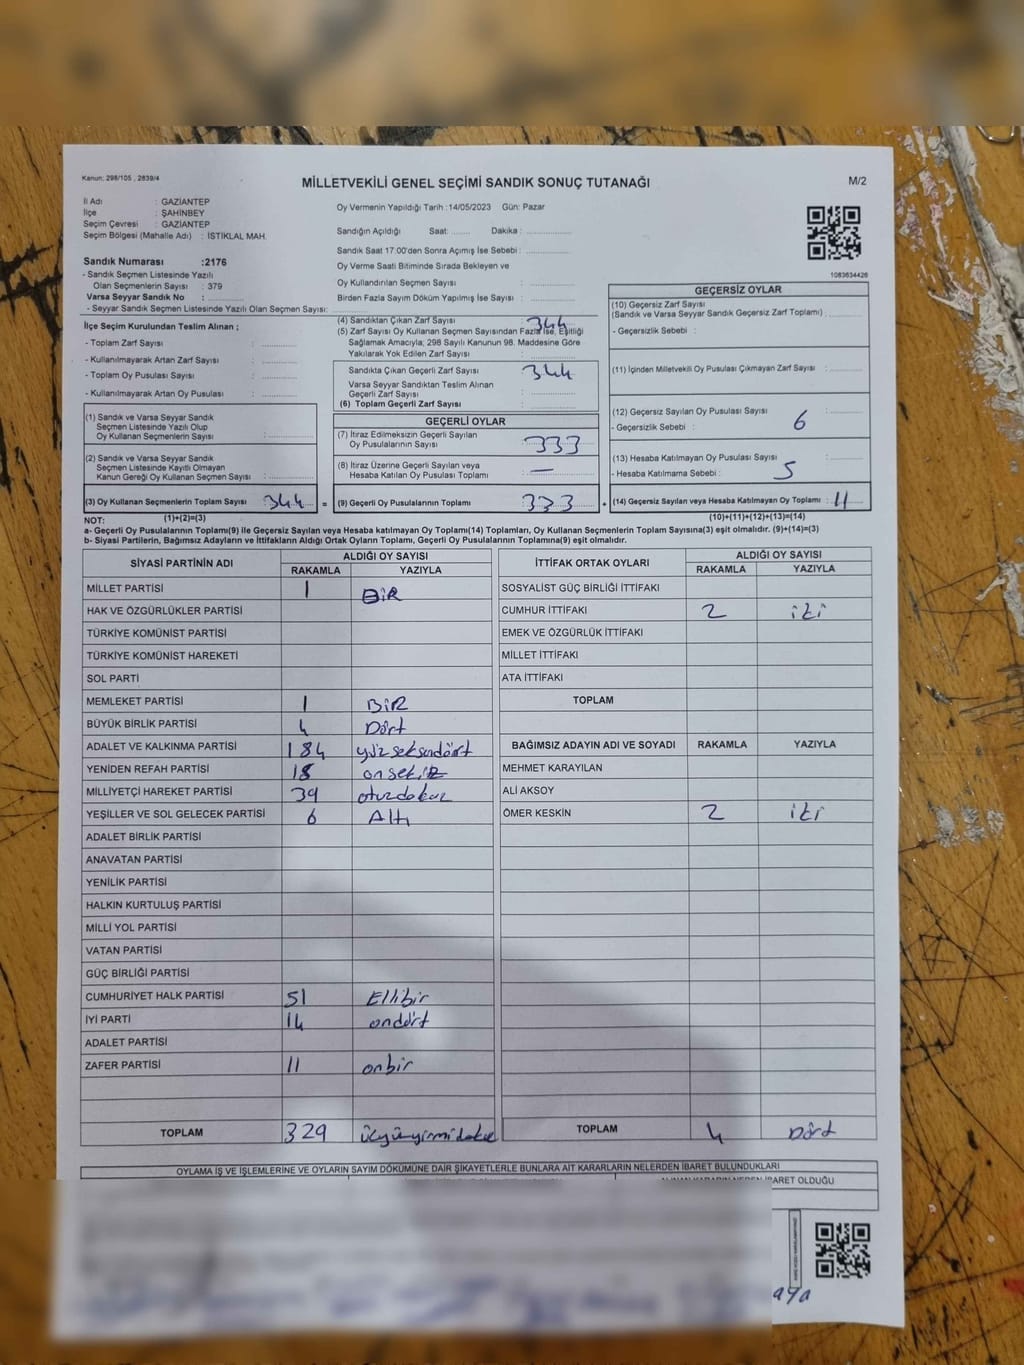 Kanun: 298/105 , 2839/4
MİLLETVEKİLİ GENEL SEÇİMİ SANDIK SONUÇ TUTANAĞI
M/2
İl Adı : GAZİANTEP
İlçe : ŞAHİNBEY
Seçim Çevresi : GAZİANTEP
Seçim Bölgesi (Mahalle Adı) : İSTİKLAL MAH.
Sandık Numarası :2176
- Sandık Seçmen Listesinde Yazılı
Olan Seçmenlerin Sayısı : 379
Varsa Seyyar Sandık No :
- Seyyar Sandık Seçmen Listesinde Yazılı Olan Seçmen Sayısı:
Oy Vermenin Yapıldığı Tarih :14/05/2023 Gün: Pazar
Sandığın Açıldığı Saat: Dakika :
Sandık Saat 17:00'den Sonra Açımış İse Sebebi :
Oy Verme Saati Bitiminde Sırada Bekleyen ve
Oy Kullandırılan Seçmen Sayısı :
Birden Fazla Sayım Döküm Yapılmış İse Sayısı :
1083634426
İlçe Seçim Kurulundan Teslim Alınan ;
- Toplam Zarf Sayısı :
- Kullanılmayarak Artan Zarf Sayısı :
- Toplam Oy Pusulası Sayısı :
- Kullanılmayarak Artan Oy Pusulası :
(4) Sandıktan Çıkan Zarf Sayısı : 344
(5) Zarf Sayısı Oy Kullanan Seçmen Sayısından Fazla İse, Eşitliği
Sağlamak Amacıyla; 298 Sayılı Kanunun 98. Maddesine Göre
Yakılarak Yok Edilen Zarf Sayısı :
Sandıkta Çıkan Geçerli Zarf Sayısı : 344
Varsa Seyyar Sandıktan Teslim Alınan
Geçerli Zarf Sayısı :
(6) Toplam Geçerli Zarf Sayısı :
GEÇERSİZ OYLAR
(10) Geçersiz Zarf Sayısı
(Sandık ve Varsa Seyyar Sandık Geçersiz Zarf Toplamı)
- Geçersizlik Sebebi :
(11) İçinden Milletvekili Oy Pusulası Çıkmayan Zarf Sayısı :
(12) Geçersiz Sayılan Oy Pusulası Sayısı : 6
- Geçersizlik Sebebi :
(13) Hesaba Katılmayan Oy Pusulası Sayısı : 5
- Hesaba Katılmama Sebebi :
(14) Geçersiz Sayılan veya Hesaba Katılmayan Oy Toplamı : 11
(10)+(11)+(12)+(13)=(14)
(1) Sandık ve Varsa Seyyar Sandık
Seçmen Listesinde Yazılı Olup
Oy Kullanan Seçmenlerin Sayısı :
(2) Sandık ve Varsa Seyyar Sandık
Seçmen Listesinde Kayıtlı Olmayan
Kanun Gereği Oy Kullanan Seçmen Sayısı :
(3) Oy Kullanan Seçmenlerin Toplam Sayısı : 344
(1)+(2)=(3)
GEÇERLİ OYLAR
(7) İtiraz Edilmeksizin Geçerli Sayılan
Oy Pusulalarının Sayısı : 333
(8) İtiraz Üzerine Geçerli Sayılan veya
Hesaba Katılan Oy Pusulası Toplamı : —
(9) Geçerli Oy Pusulalarının Toplamı : 333
NOT:
a- Geçerli Oy Pusulalarının Toplamı(9) ile Geçersiz Sayılan veya Hesaba katılmayan Oy Toplamı(14) Toplamları, Oy Kullanan Seçmenlerin Toplam Sayısına(3) eşit olmalıdır. (9)+(14)=(3)
b- Siyasi Partilerin, Bağımsız Adayların ve İttifakların Aldığı Ortak Oyların Toplamı, Geçerli Oy Pusulalarının Toplamına(9) eşit olmalıdır.
SİYASİ PARTİNİN ADI ALDIĞI OY SAYISI
RAKAMLA YAZIYLA
MİLLET PARTİSİ 1 BİR
HAK VE ÖZGÜRLÜKLER PARTİSİ
TÜRKİYE KOMÜNİST PARTİSİ
TÜRKİYE KOMÜNİST HAREKETİ
SOL PARTİ
MEMLEKET PARTİSİ 1 BİR
BÜYÜK BİRLİK PARTİSİ 4 Dört
ADALET VE KALKINMA PARTİSİ 184 yüzseksendört
YENİDEN REFAH PARTİSİ 18 onsekiz
MİLLİYETÇİ HAREKET PARTİSİ 39 otuzdokuz
YEŞİLLER VE SOL GELECEK PARTİSİ 6 Altı
ADALET BİRLİK PARTİSİ
ANAVATAN PARTİSİ
YENİLİK PARTİSİ
HALKIN KURTULUŞ PARTİSİ
MİLLİ YOL PARTİSİ
VATAN PARTİSİ
GÜÇ BİRLİĞİ PARTİSİ
CUMHURİYET HALK PARTİSİ 51 Ellibir
İYİ PARTİ 14 ondört
ADALET PARTİSİ
ZAFER PARTİSİ 11 onbir
TOPLAM 329
İTTİFAK ORTAK OYLARI ALDIĞI OY SAYISI
RAKAMLA YAZIYLA
SOSYALİST GÜÇ BİRLİĞİ İTTİFAKI
CUMHUR İTTİFAKI 2 iki
EMEK VE ÖZGÜRLÜK İTTİFAKI
MİLLET İTTİFAKI
ATA İTTİFAKI
TOPLAM
BAĞIMSIZ ADAYIN ADI VE SOYADI RAKAMLA YAZIYLA
MEHMET KARAYILAN
ALİ AKSOY
ÖMER KESKİN 2 iki
TOPLAM 4 Dört
OYLAMA İŞ VE İŞLEMLERİNE VE OYLARIN SAYIM DÖKÜMÜNE DAİR ŞİKAYETLERLE BUNLARA AİT KARARLARIN NELERDEN İBARET BULUNDUKLARI